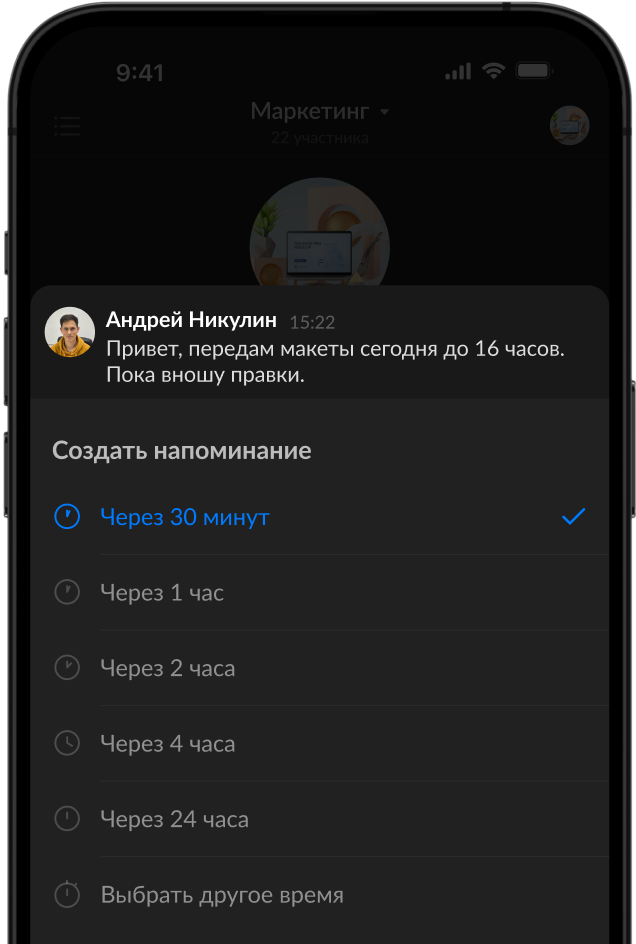 9:41
Маркетинг
22 участника
Андрей Никулин 15:22
Привет, передам макеты сегодня до 16 часов.
Пока вношу правки.
Создать напоминание
Через 30 минут
Через 1 час
Через 2 часа
Через 4 часа
Через 24 часа
Выбрать другое время